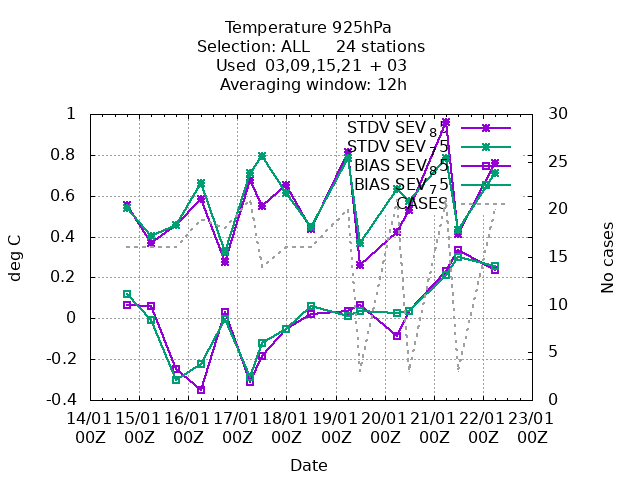 Temperature 925hPa
Selection: ALL 24 stations
Used 03,09,15,21 + 03
Averaging window: 12h
1
0.8
0.6
0.4
0.2
0
-0.2
-0.4
deg C
30
25
20
15
10
5
0
No cases
STDV SEV
STDV SEV
BIAS SEV
BIAS SEV
CASES
14/01 15/01 16/01 17/01 18/01 19/01 20/01 21/01 22/01 23/01
00Z 00Z 00Z 00Z 00Z 00Z 00Z 00Z 00Z 00Z
Date